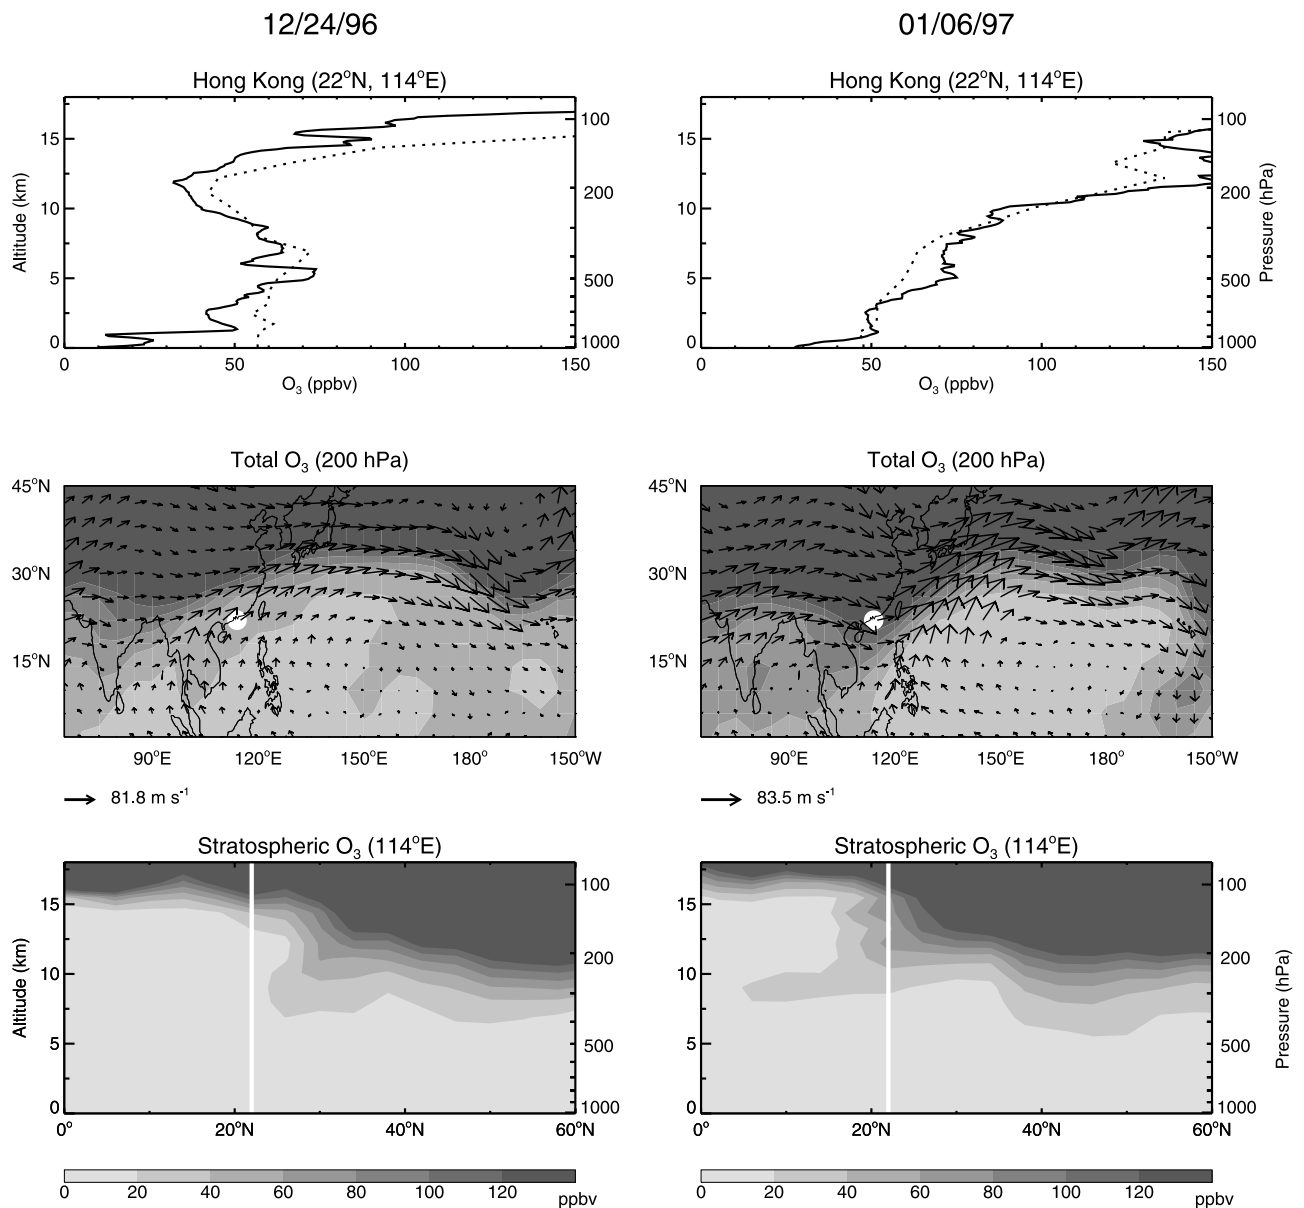 12/24/96 01/06/97
Hong Kong (22°N, 114°E) Hong Kong (22°N, 114°E)
15 100 15 100
10 200 10 200
5 500 5 500
0 1000 0 1000
Altitude (km) Pressure (hPa)
0 50 100 150 0 50 100 150
O₃ (ppbv) O₃ (ppbv)
Total O₃ (200 hPa) Total O₃ (200 hPa)
45°N 45°N
30°N 30°N
15°N 15°N
90°E 120°E 150°E 180° 150°W 90°E 120°E 150°E 180° 150°W
81.8 m s⁻¹ 83.5 m s⁻¹
Stratospheric O₃ (114°E) Stratospheric O₃ (114°E)
15 100 15 100
10 200 10 200
5 500 5 500
0 1000 0 1000
Altitude (km) Pressure (hPa)
0° 20°N 40°N 60°N 0° 20°N 40°N 60°N
0 20 40 60 80 100 120 ppbv 0 20 40 60 80 100 120 ppbv